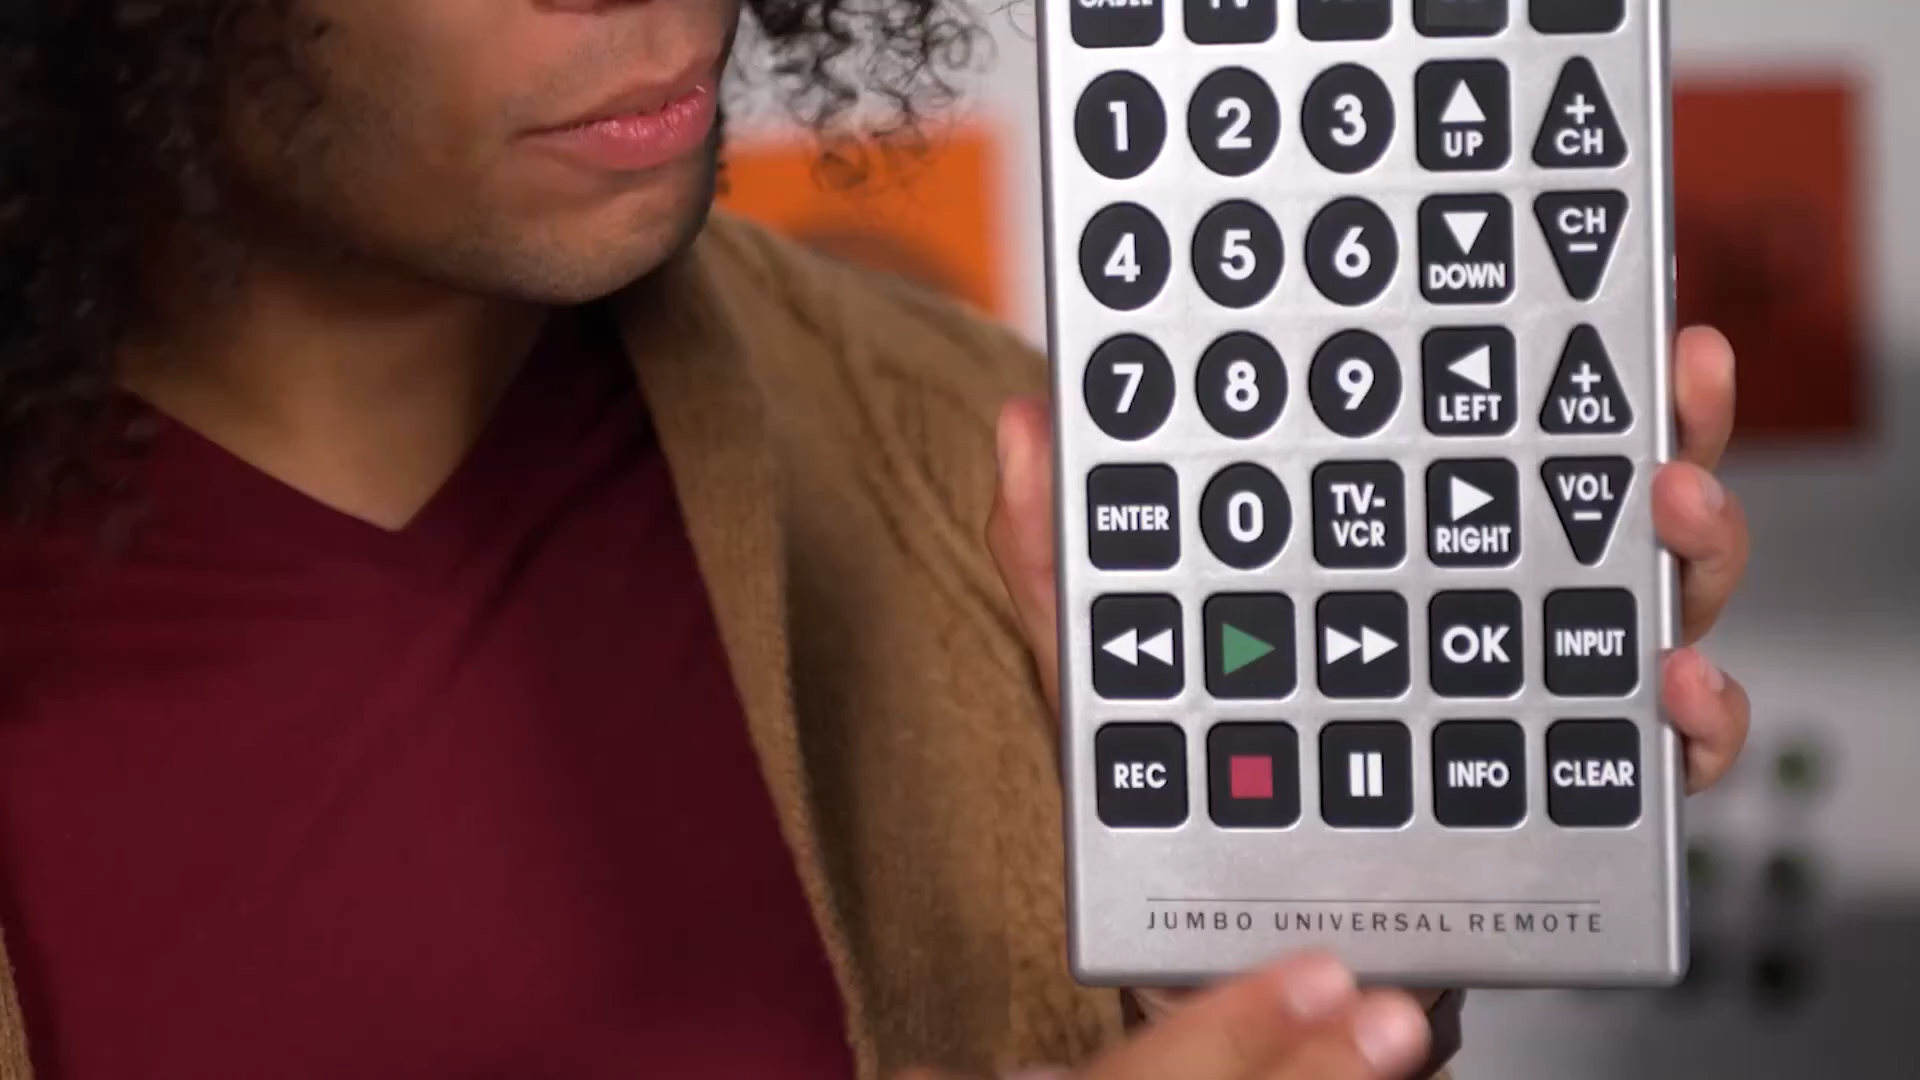 TV
1 2 3 UP + CH
4 5 6 DOWN CH −
7 8 9 LEFT + VOL
ENTER 0 TV-VCR RIGHT VOL −
OK INPUT
REC INFO CLEAR
JUMBO UNIVERSAL REMOTE